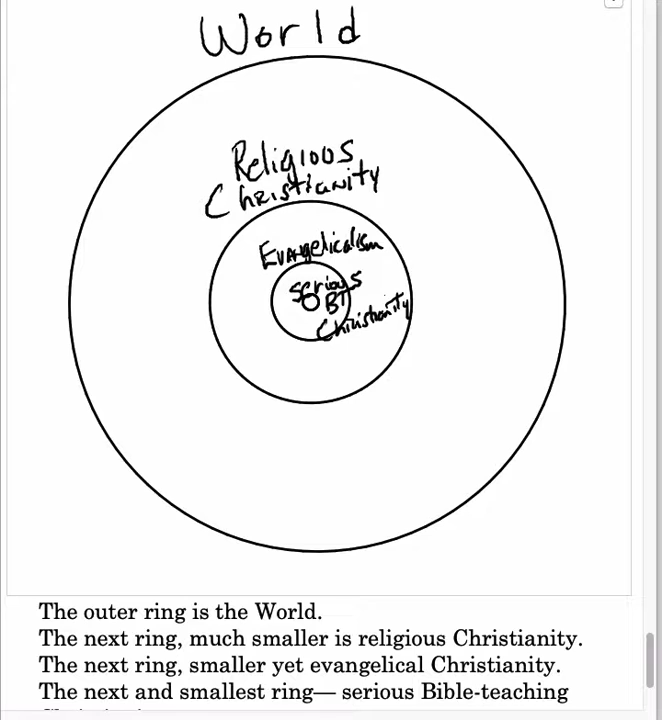 World
Religious
Christianity
Evangelicalism
Serious
BT
Christianity
The outer ring is the World.
The next ring, much smaller is religious Christianity.
The next ring, smaller yet evangelical Christianity.
The next and smallest ring— serious Bible-teaching